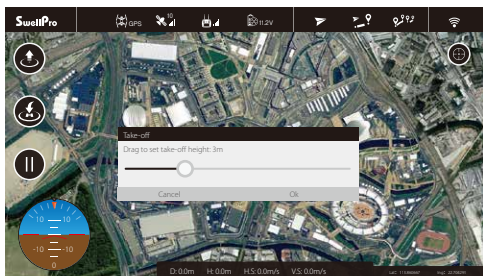 SwellPro GPS 10 11.2V
Take-off
Drag to set take-off height: 3m
Cancel Ok
10 10
-10 -10
0
D: 0.0m H: 0.0m H.S: 0.0m/s V.S: 0.0m/s